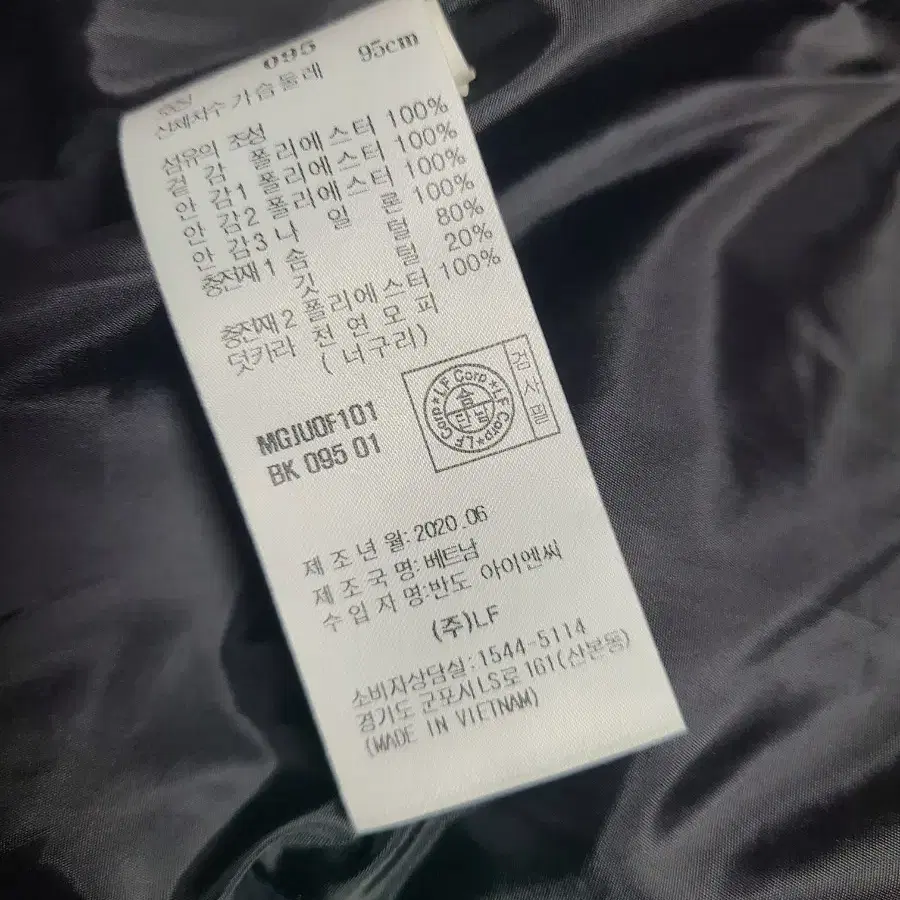 095 95cm
신체치수 가슴둘레
섬유의 조성
겉 감 폴 리 에 스 터 100%
안 감1 폴 리 에 스 터 100%
안 감2 폴 리 에 스 터 100%
안 감3 나 일 론 100%
충전재1 솜 털 80%
깃 털 20%
충전재2 폴 리 에 스 터 100%
덧카라 천 연 모 피
( 너 구 리 )
검 사 필
LF Corp★LF Corp★LF Corp★
MGJU0F101
BK 095 01
제 조 년 월: 2020.06
제 조 국 명: 베트남
수 입 자 명:반도 아이엔씨
(주)LF
소비자상담실:1544-5114
경기도 군포시 LS로 161(산본동)
(MADE IN VIETNAM)